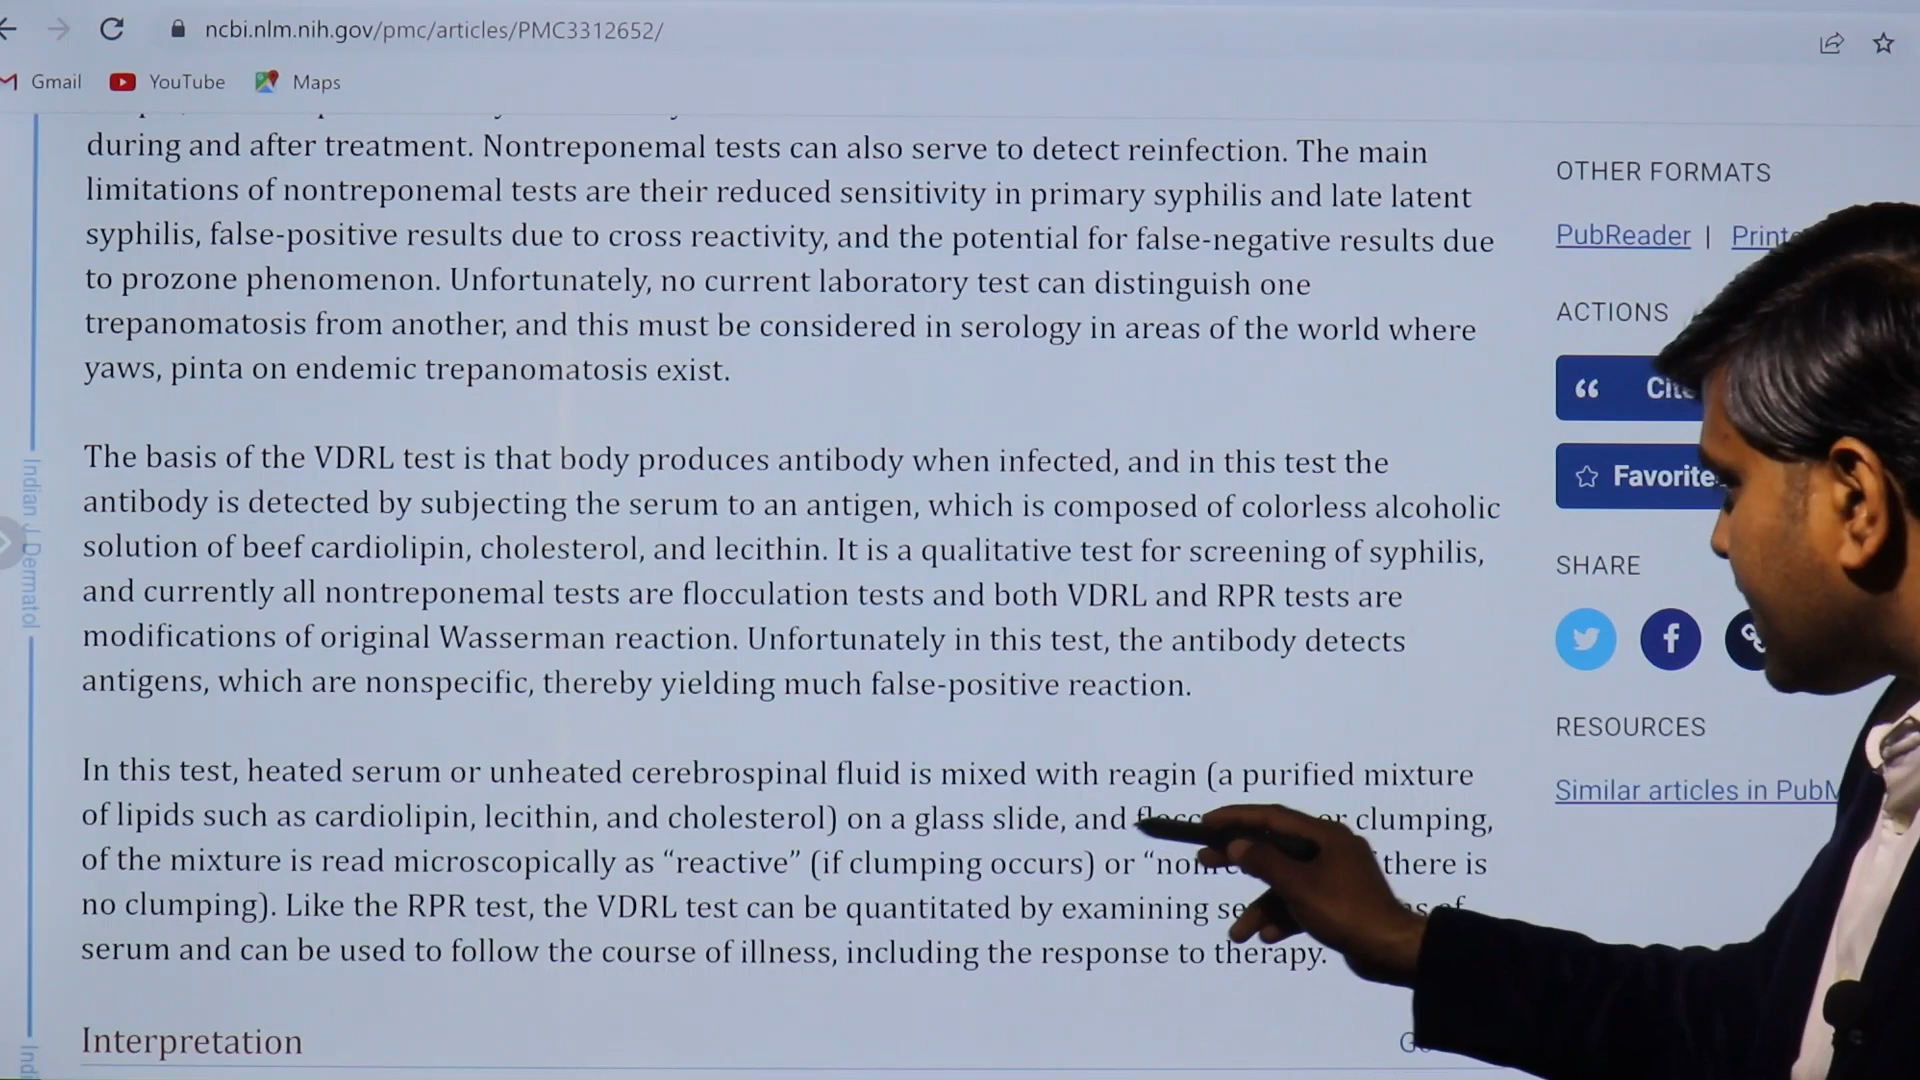 ncbi.nlm.nih.gov/pmc/articles/PMC3312652/
Gmail YouTube Maps
during and after treatment. Nontreponemal tests can also serve to detect reinfection. The main
limitations of nontreponemal tests are their reduced sensitivity in primary syphilis and late latent
syphilis, false-positive results due to cross reactivity, and the potential for false-negative results due
to prozone phenomenon. Unfortunately, no current laboratory test can distinguish one
trepanomatosis from another, and this must be considered in serology in areas of the world where
yaws, pinta on endemic trepanomatosis exist.
The basis of the VDRL test is that body produces antibody when infected, and in this test the
antibody is detected by subjecting the serum to an antigen, which is composed of colorless alcoholic
solution of beef cardiolipin, cholesterol, and lecithin. It is a qualitative test for screening of syphilis,
and currently all nontreponemal tests are flocculation tests and both VDRL and RPR tests are
modifications of original Wasserman reaction. Unfortunately in this test, the antibody detects
antigens, which are nonspecific, thereby yielding much false-positive reaction.
In this test, heated serum or unheated cerebrospinal fluid is mixed with reagin (a purified mixture
of lipids such as cardiolipin, lecithin, and cholesterol) on a glass slide, and clumping,
of the mixture is read microscopically as “reactive” (if clumping occurs) or there is
no clumping). Like the RPR test, the VDRL test can be quantitated by examining of
serum and can be used to follow the course of illness, including the response to therapy.
Interpretation
OTHER FORMATS
PubReader |
ACTIONS
Favorite
SHARE
RESOURCES
Similar articles in
Indian J Dermatol